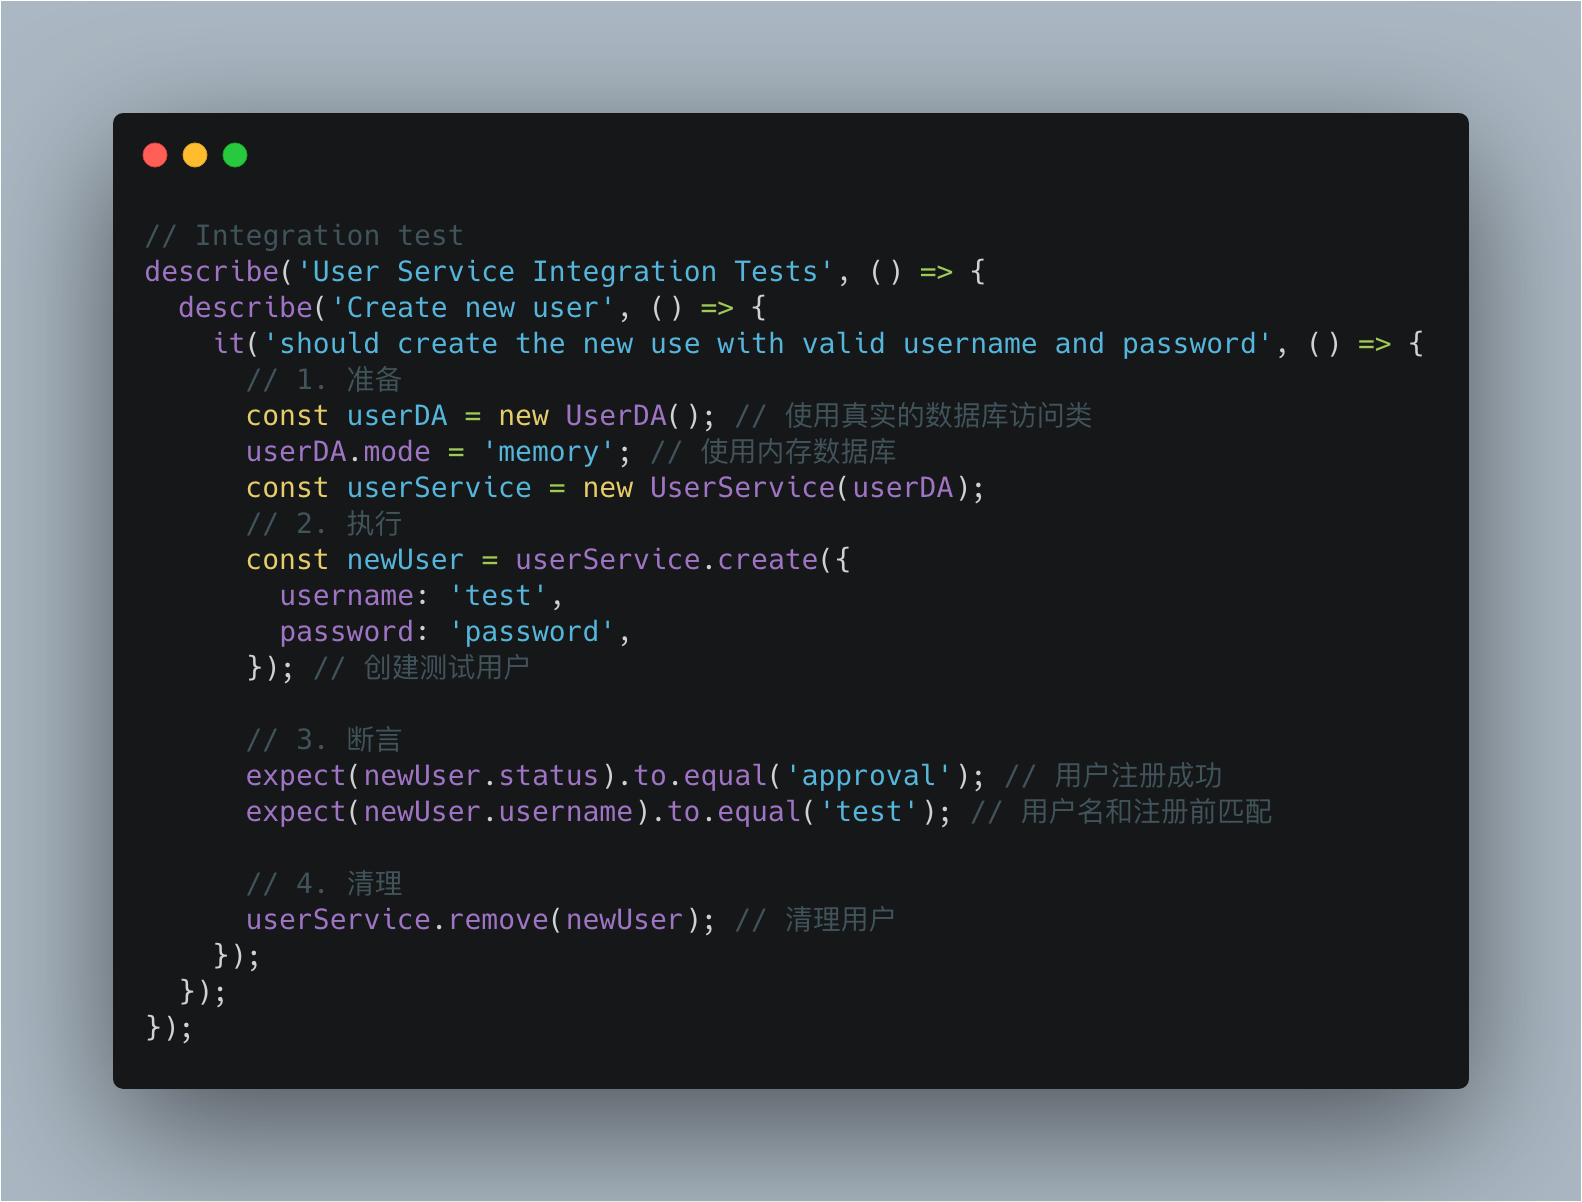 // Integration test
describe('User Service Integration Tests', () => {
  describe('Create new user', () => {
    it('should create the new use with valid username and password', () => {
      // 1. 准备
      const userDA = new UserDA(); // 使用真实的数据库访问类
      userDA.mode = 'memory'; // 使用内存数据库
      const userService = new UserService(userDA);
      // 2. 执行
      const newUser = userService.create({
        username: 'test',
        password: 'password',
      }); // 创建测试用户

      // 3. 断言
      expect(newUser.status).to.equal('approval'); // 用户注册成功
      expect(newUser.username).to.equal('test'); // 用户名和注册前匹配

      // 4. 清理
      userService.remove(newUser); // 清理用户
    });
  });
});